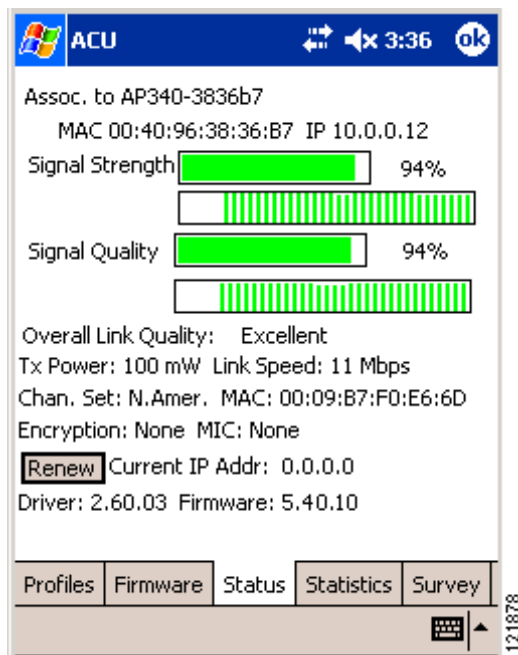 ACU 3:36 ok
Assoc. to AP340-3836b7
MAC 00:40:96:38:36:B7 IP 10.0.0.12
Signal Strength 94%
Signal Quality 94%
Overall Link Quality: Excellent
Tx Power: 100 mW Link Speed: 11 Mbps
Chan. Set: N.Amer. MAC: 00:09:B7:F0:E6:6D
Encryption: None MIC: None
Renew Current IP Addr: 0.0.0.0
Driver: 2.60.03 Firmware: 5.40.10
Profiles Firmware Status Statistics Survey
121878